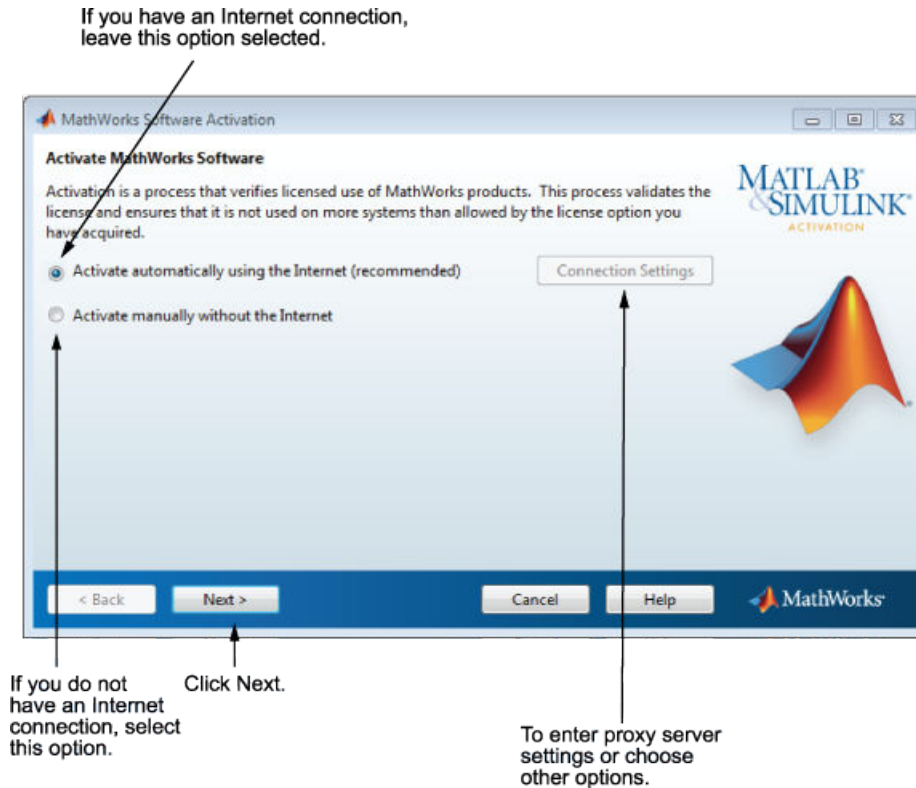 If you have an Internet connection,
leave this option selected.
MathWorks Software Activation
Activate MathWorks Software
Activation is a process that verifies licensed use of MathWorks products. This process validates the
license and ensures that it is not used on more systems than allowed by the license option you
have acquired.
MATLAB®
&SIMULINK®
ACTIVATION
Activate automatically using the Internet (recommended)
Connection Settings
Activate manually without the Internet
< Back
Next >
Cancel
Help
MathWorks®
If you do not
have an Internet
connection, select
this option.
Click Next.
To enter proxy server
settings or choose
other options.